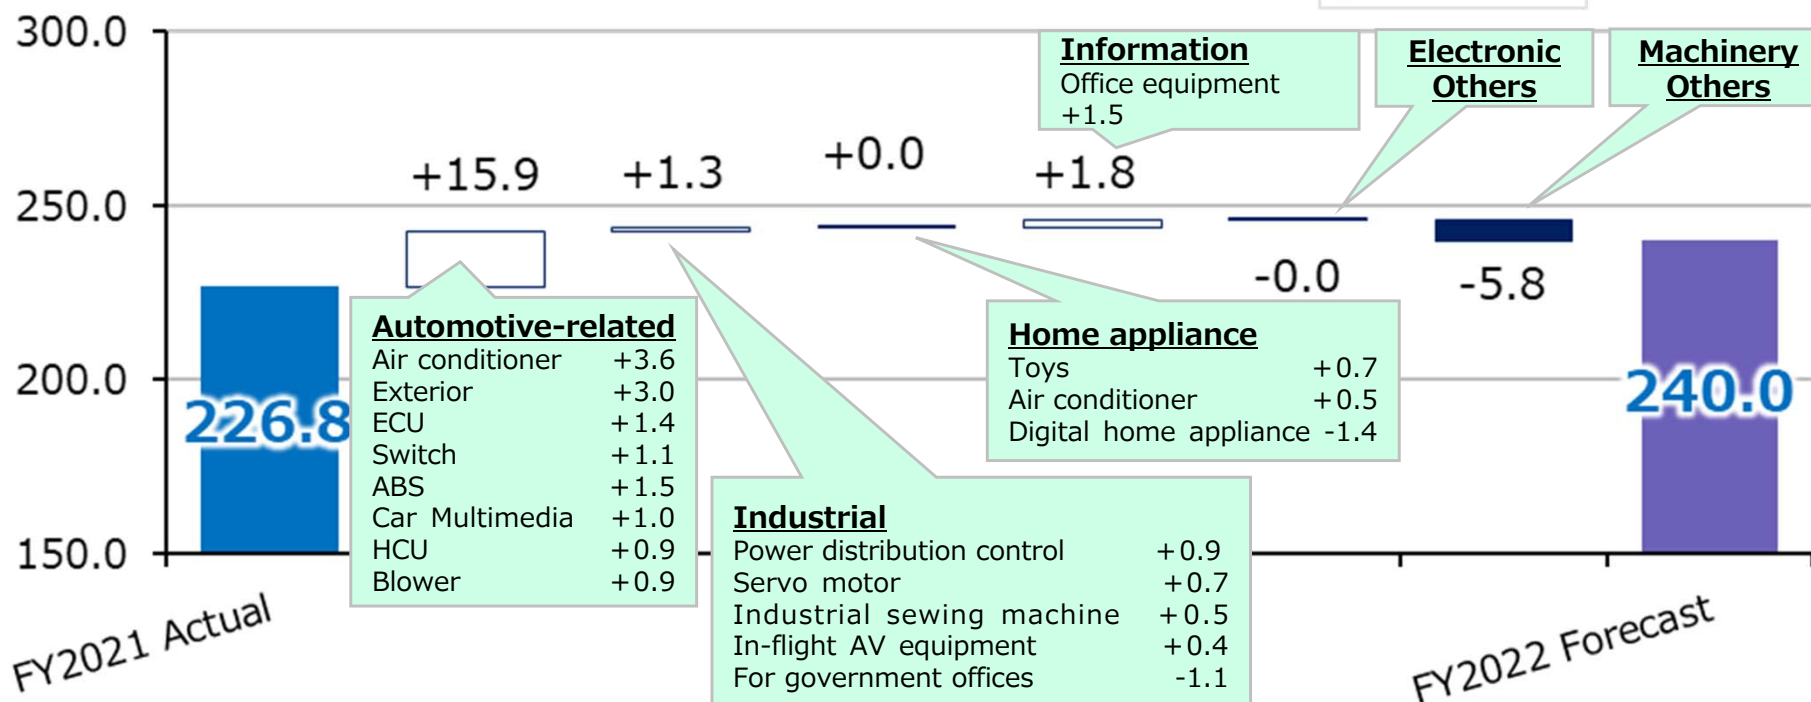 300.0
250.0
200.0
150.0
Information
Office equipment
+1.5
Electronic
Others
Machinery
Others
+15.9
+1.3
+0.0
+1.8
-0.0
-5.8
226.8
240.0
Automotive-related
Air conditioner +3.6
Exterior +3.0
ECU +1.4
Switch +1.1
ABS +1.5
Car Multimedia +1.0
HCU +0.9
Blower +0.9
Home appliance
Toys +0.7
Air conditioner +0.5
Digital home appliance -1.4
Industrial
Power distribution control +0.9
Servo motor +0.7
Industrial sewing machine +0.5
In-flight AV equipment +0.4
For government offices -1.1
FY2021 Actual
FY2022 Forecast